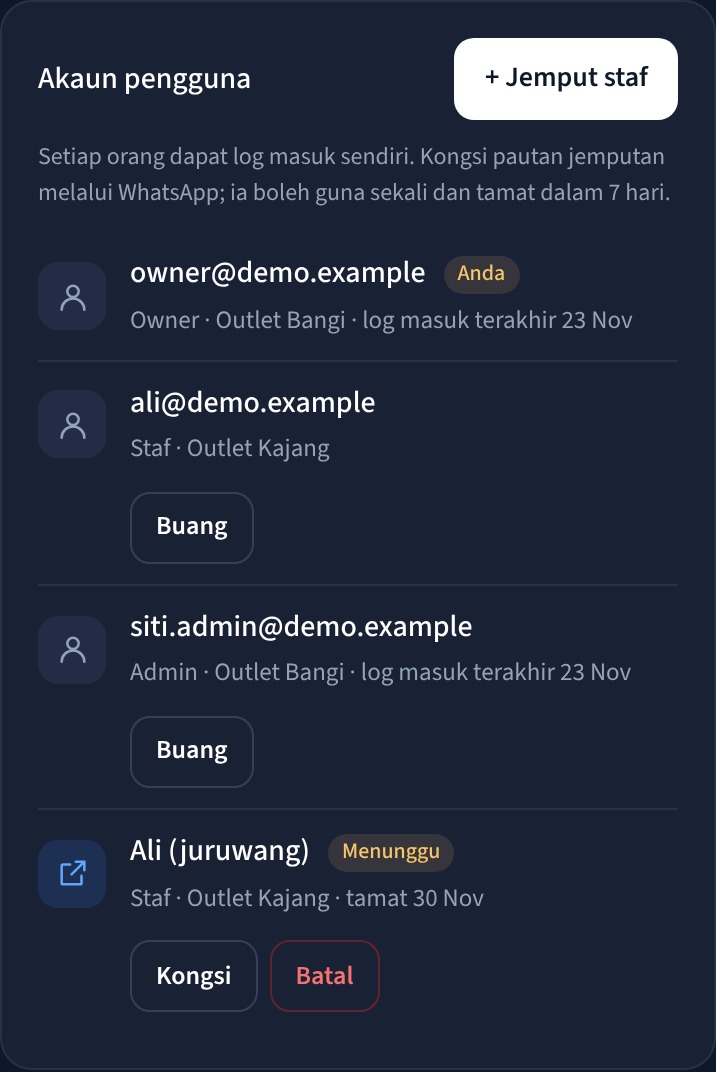 Akaun pengguna
+ Jemput staf
Setiap orang dapat log masuk sendiri. Kongsi pautan jemputan
melalui WhatsApp; ia boleh guna sekali dan tamat dalam 7 hari.
owner@demo.example Anda
Owner · Outlet Bangi · log masuk terakhir 23 Nov
ali@demo.example
Staf · Outlet Kajang
Buang
siti.admin@demo.example
Admin · Outlet Bangi · log masuk terakhir 23 Nov
Buang
Ali (juruwang) Menunggu
Staf · Outlet Kajang · tamat 30 Nov
Kongsi Batal